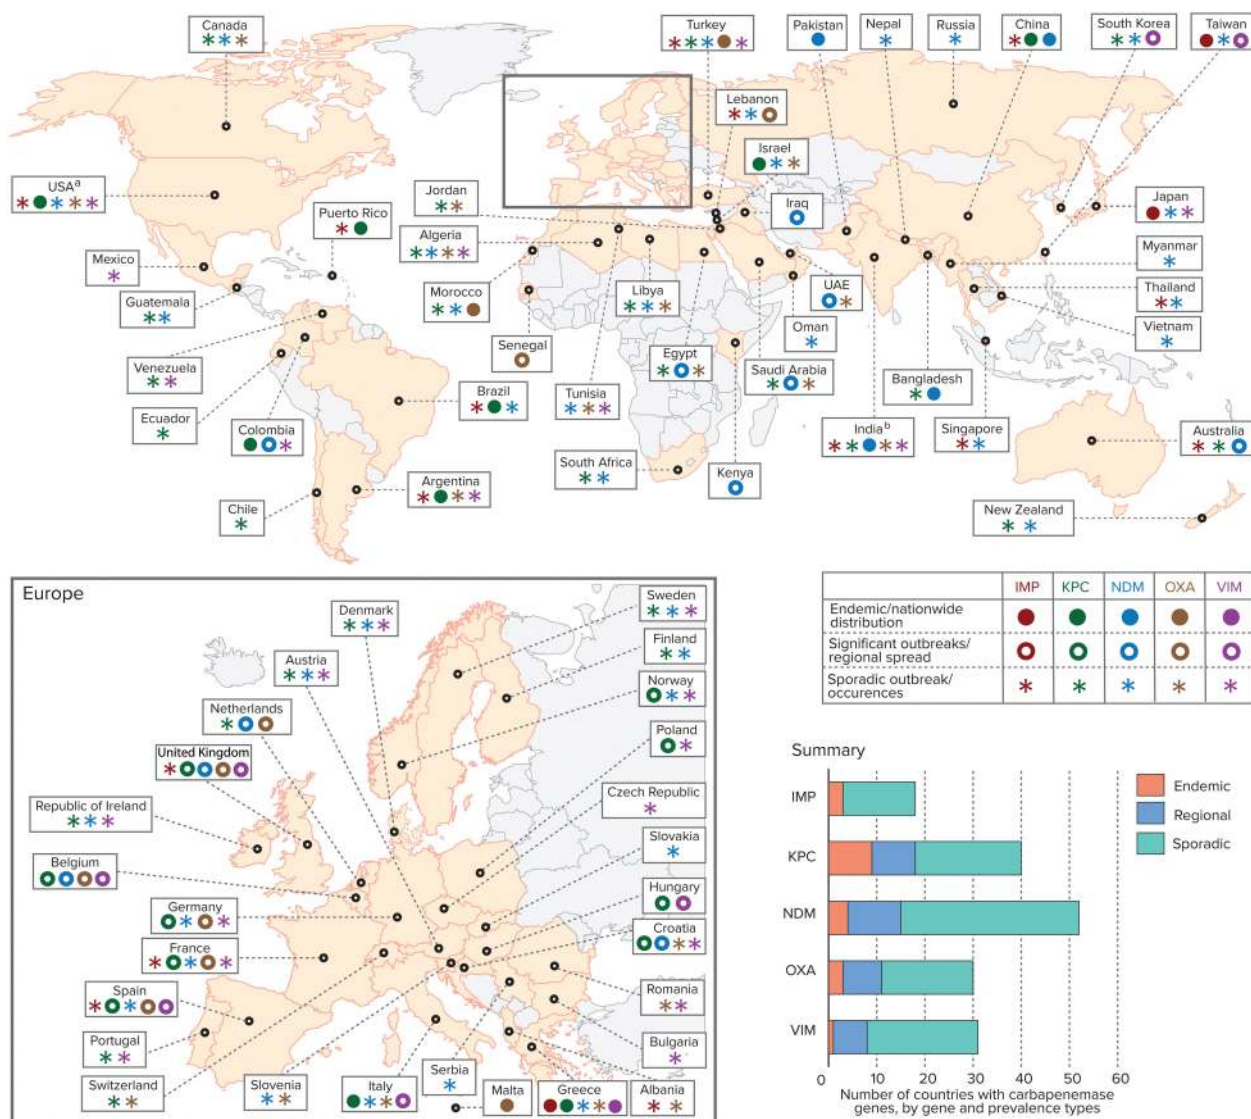 Canada
Turkey
Pakistan
Nepal
Russia
China
South Korea
Taiwan
Lebanon
Israel
USAa
Jordan
Puerto Rico
Iraq
Japan
Algeria
Mexico
Myanmar
Guatemala
Morocco
Libya
UAE
Thailand
Senegal
Oman
Vietnam
Venezuela
Egypt
Saudi Arabia
Bangladesh
Ecuador
Brazil
Tunisia
Colombia
Indiab
Singapore
Australia
South Africa
Kenya
Argentina
Chile
New Zealand
Europe
Denmark
Sweden
Austria
Finland
Netherlands
Norway
United Kingdom
Poland
Republic of Ireland
Czech Republic
Belgium
Slovakia
Germany
Hungary
France
Croatia
Spain
Romania
Portugal
Bulgaria
Switzerland
Slovenia
Italy
Serbia
Malta
Greece
Albania
IMP KPC NDM OXA VIM
Endemic/nationwide
distribution
Significant outbreaks/
regional spread
Sporadic outbreak/
occurences
Summary
IMP
KPC
NDM
OXA
VIM
Endemic
Regional
Sporadic
0 10 20 30 40 50 60
Number of countries with carbapenemase
genes, by gene and prevalence types